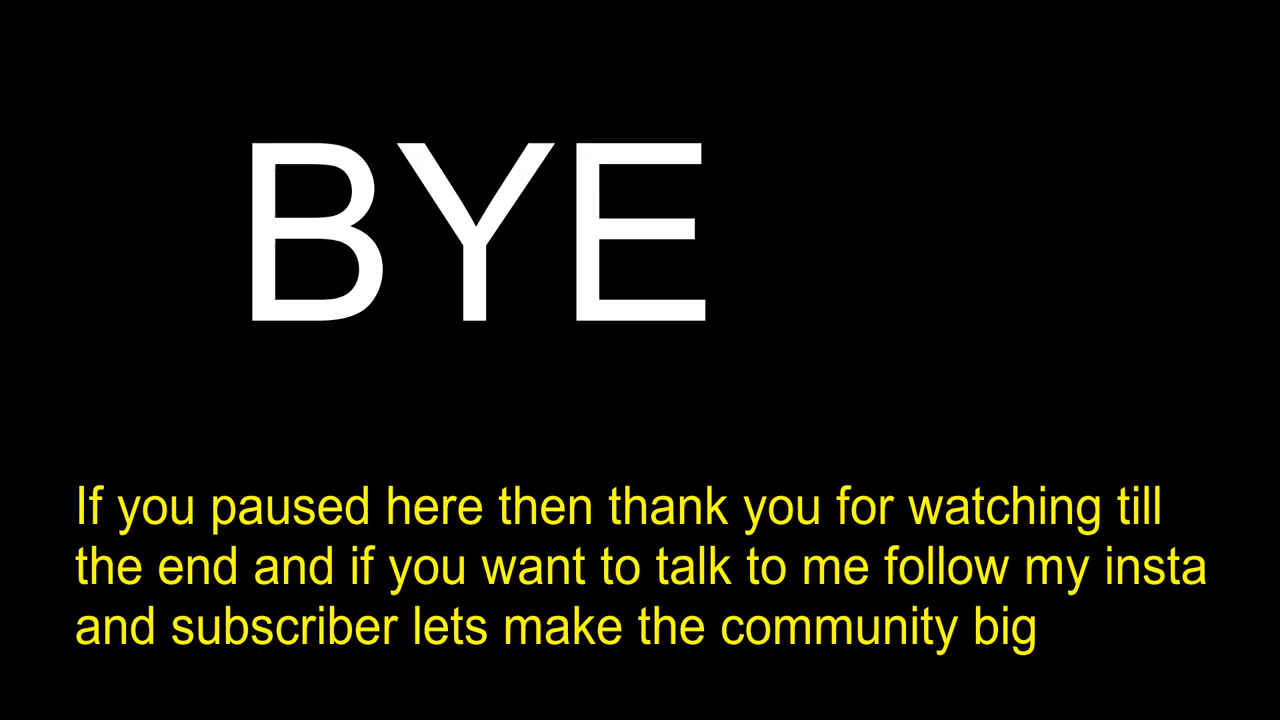 BYE
If you paused here then thank you for watching till
the end and if you want to talk to me follow my insta
and subscriber lets make the community big